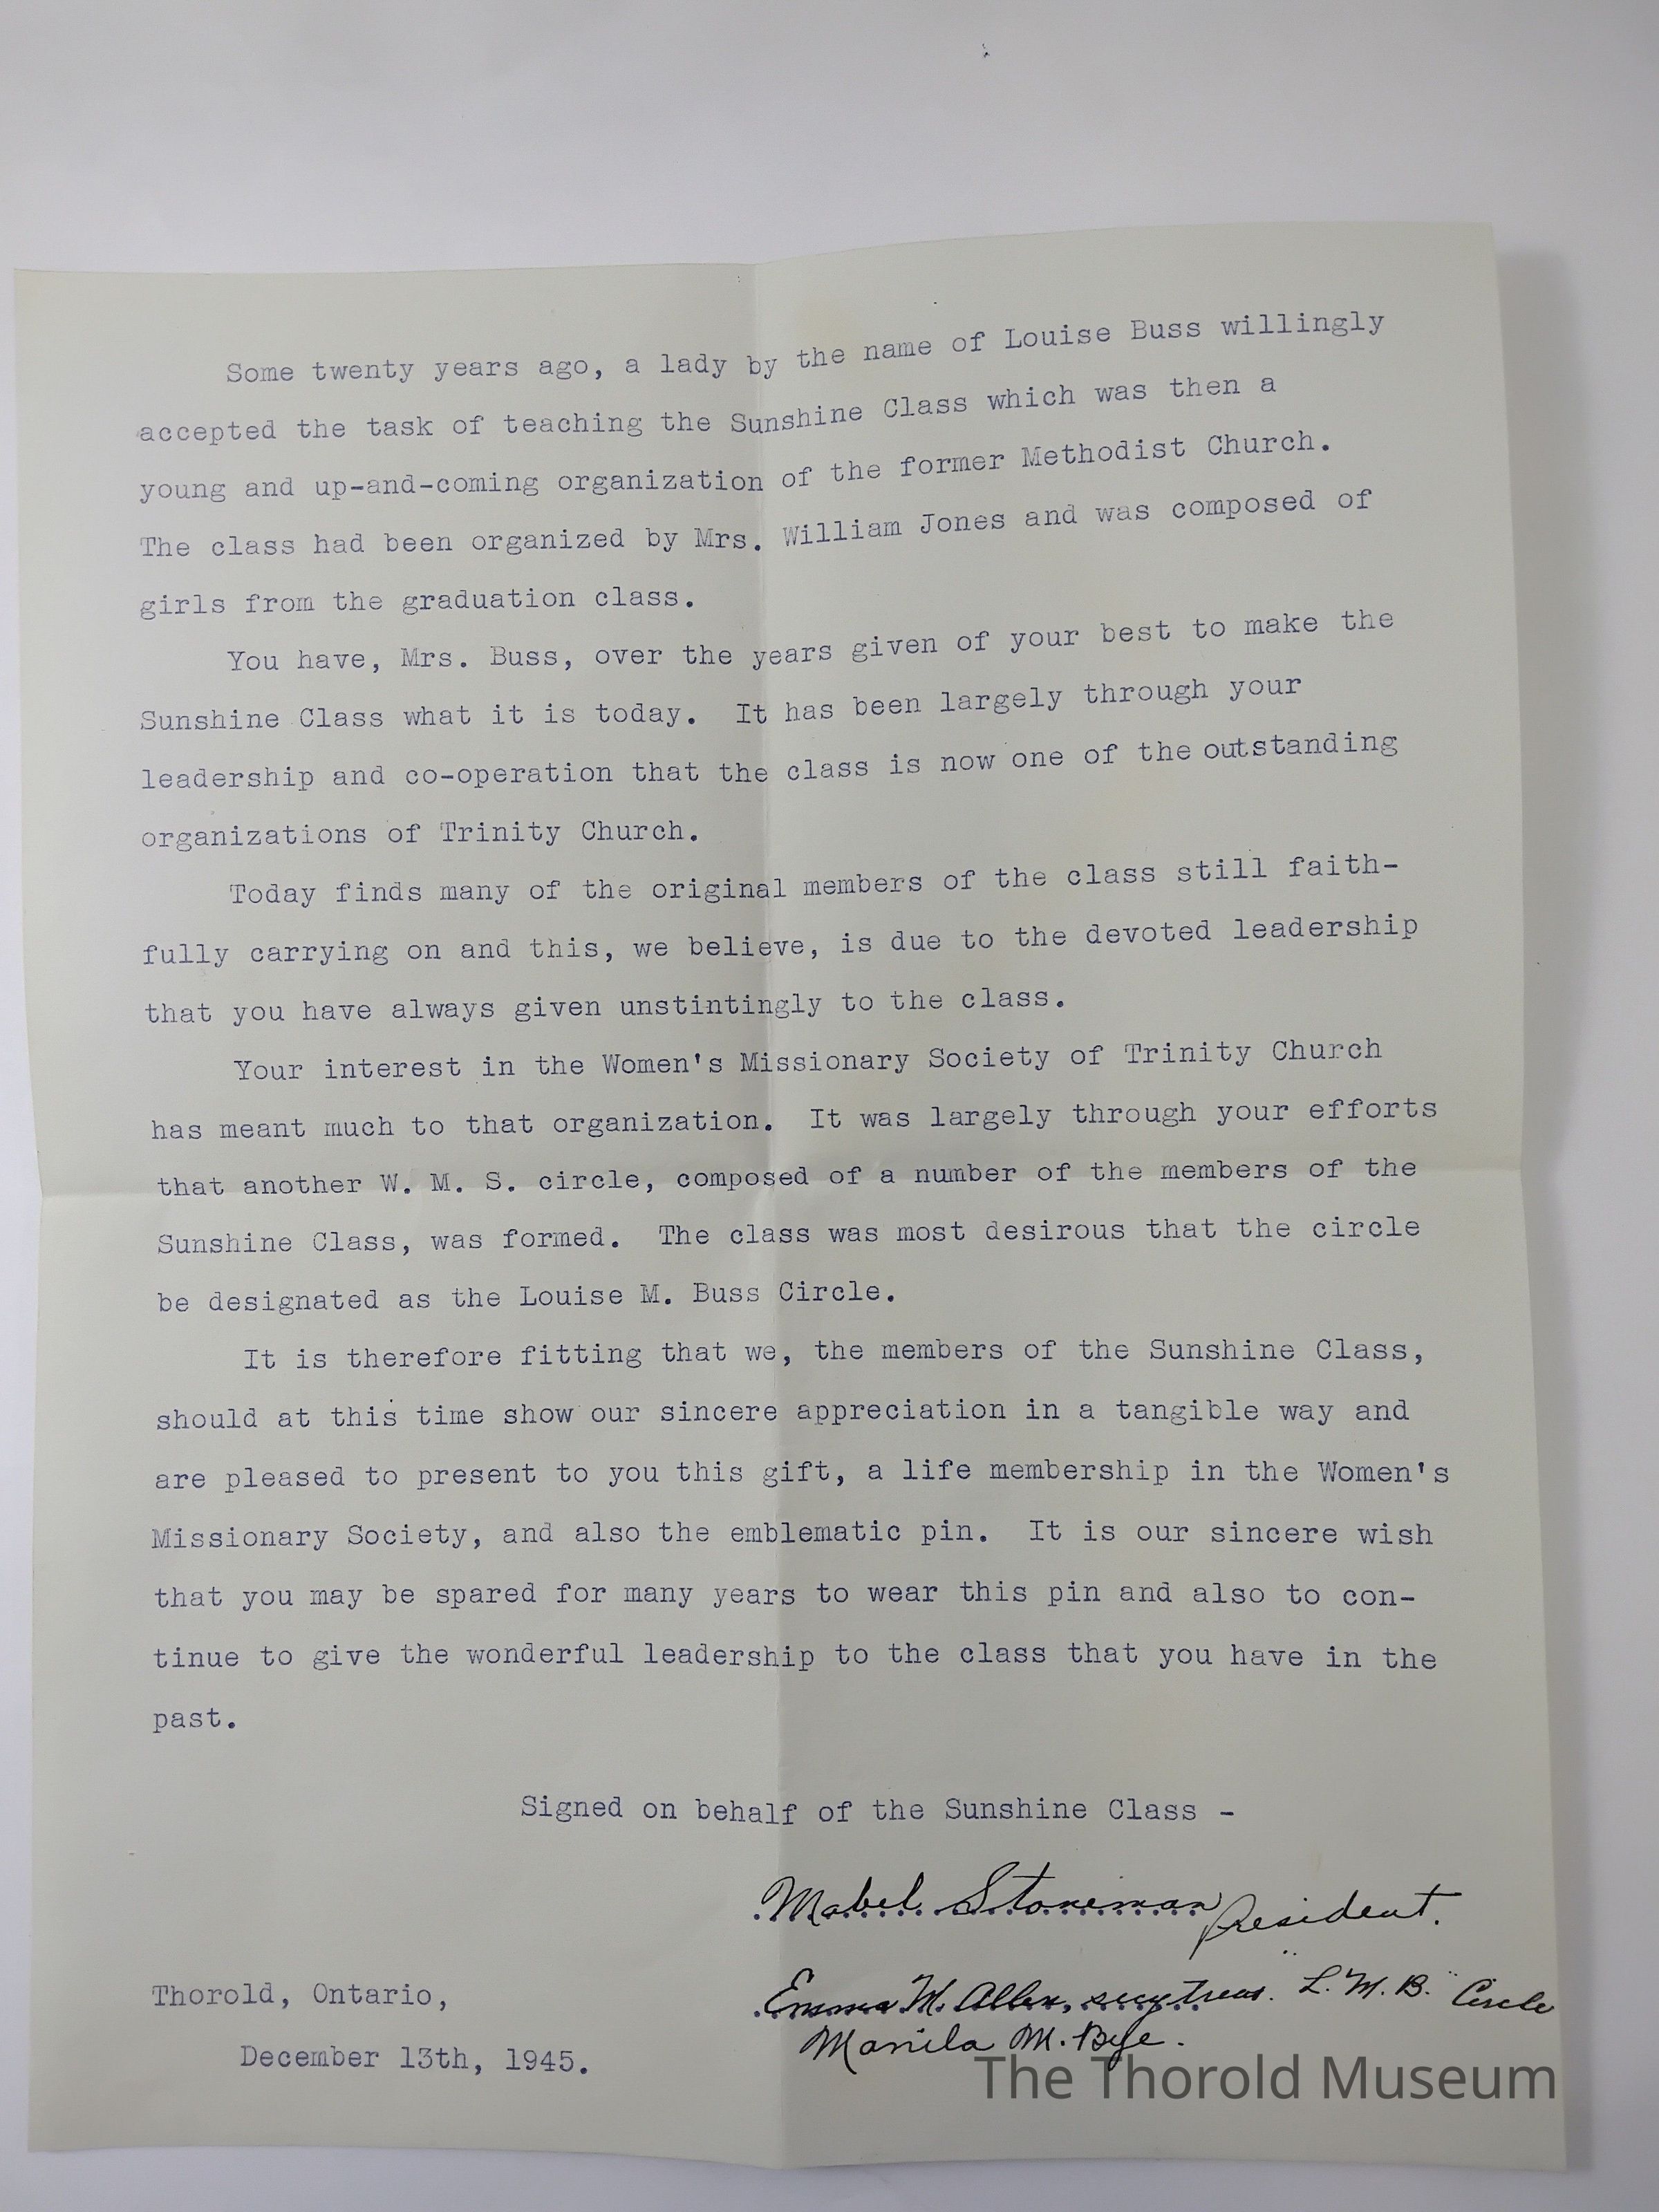 Some twenty years ago, a lady by the name of Louise Buss willingly
accepted the task of teaching the Sunshine Class which was then a
young and up-and-coming organization of the former Methodist Church.
The class had been organized by Mrs. William Jones and was composed of
girls from the graduation class.
You have, Mrs. Buss, over the years given of your best to make the
Sunshine Class what it is today. It has been largely through your
leadership and co-operation that the class is now one of the outstanding
organizations of Trinity Church.
Today finds many of the original members of the class still faith-
fully carrying on and this, we believe, is due to the devoted leadership
that you have always given unstintingly to the class.
Your interest in the Women's Missionary Society of Trinity Church
has meant much to that organization. It was largely through your efforts
that another W. M. S. circle, composed of a number of the members of the
Sunshine Class, was formed. The class was most desirous that the circle
be designated as the Louise M. Buss Circle.
It is therefore fitting that we, the members of the Sunshine Class,
should at this time show our sincere appreciation in a tangible way and
are pleased to present to you this gift, a life membership in the Women's
Missionary Society, and also the emblematic pin. It is our sincere wish
that you may be spared for many years to wear this pin and also to con-
tinue to give the wonderful leadership to the class that you have in the
past.
Signed on behalf of the Sunshine Class -
Mabel Stoneman President.
Thorold, Ontario,
Emma M. Allen, secy treas. "L. M. B." Circle
Manila M.
December 13th, 1945.
The Thorold Museum